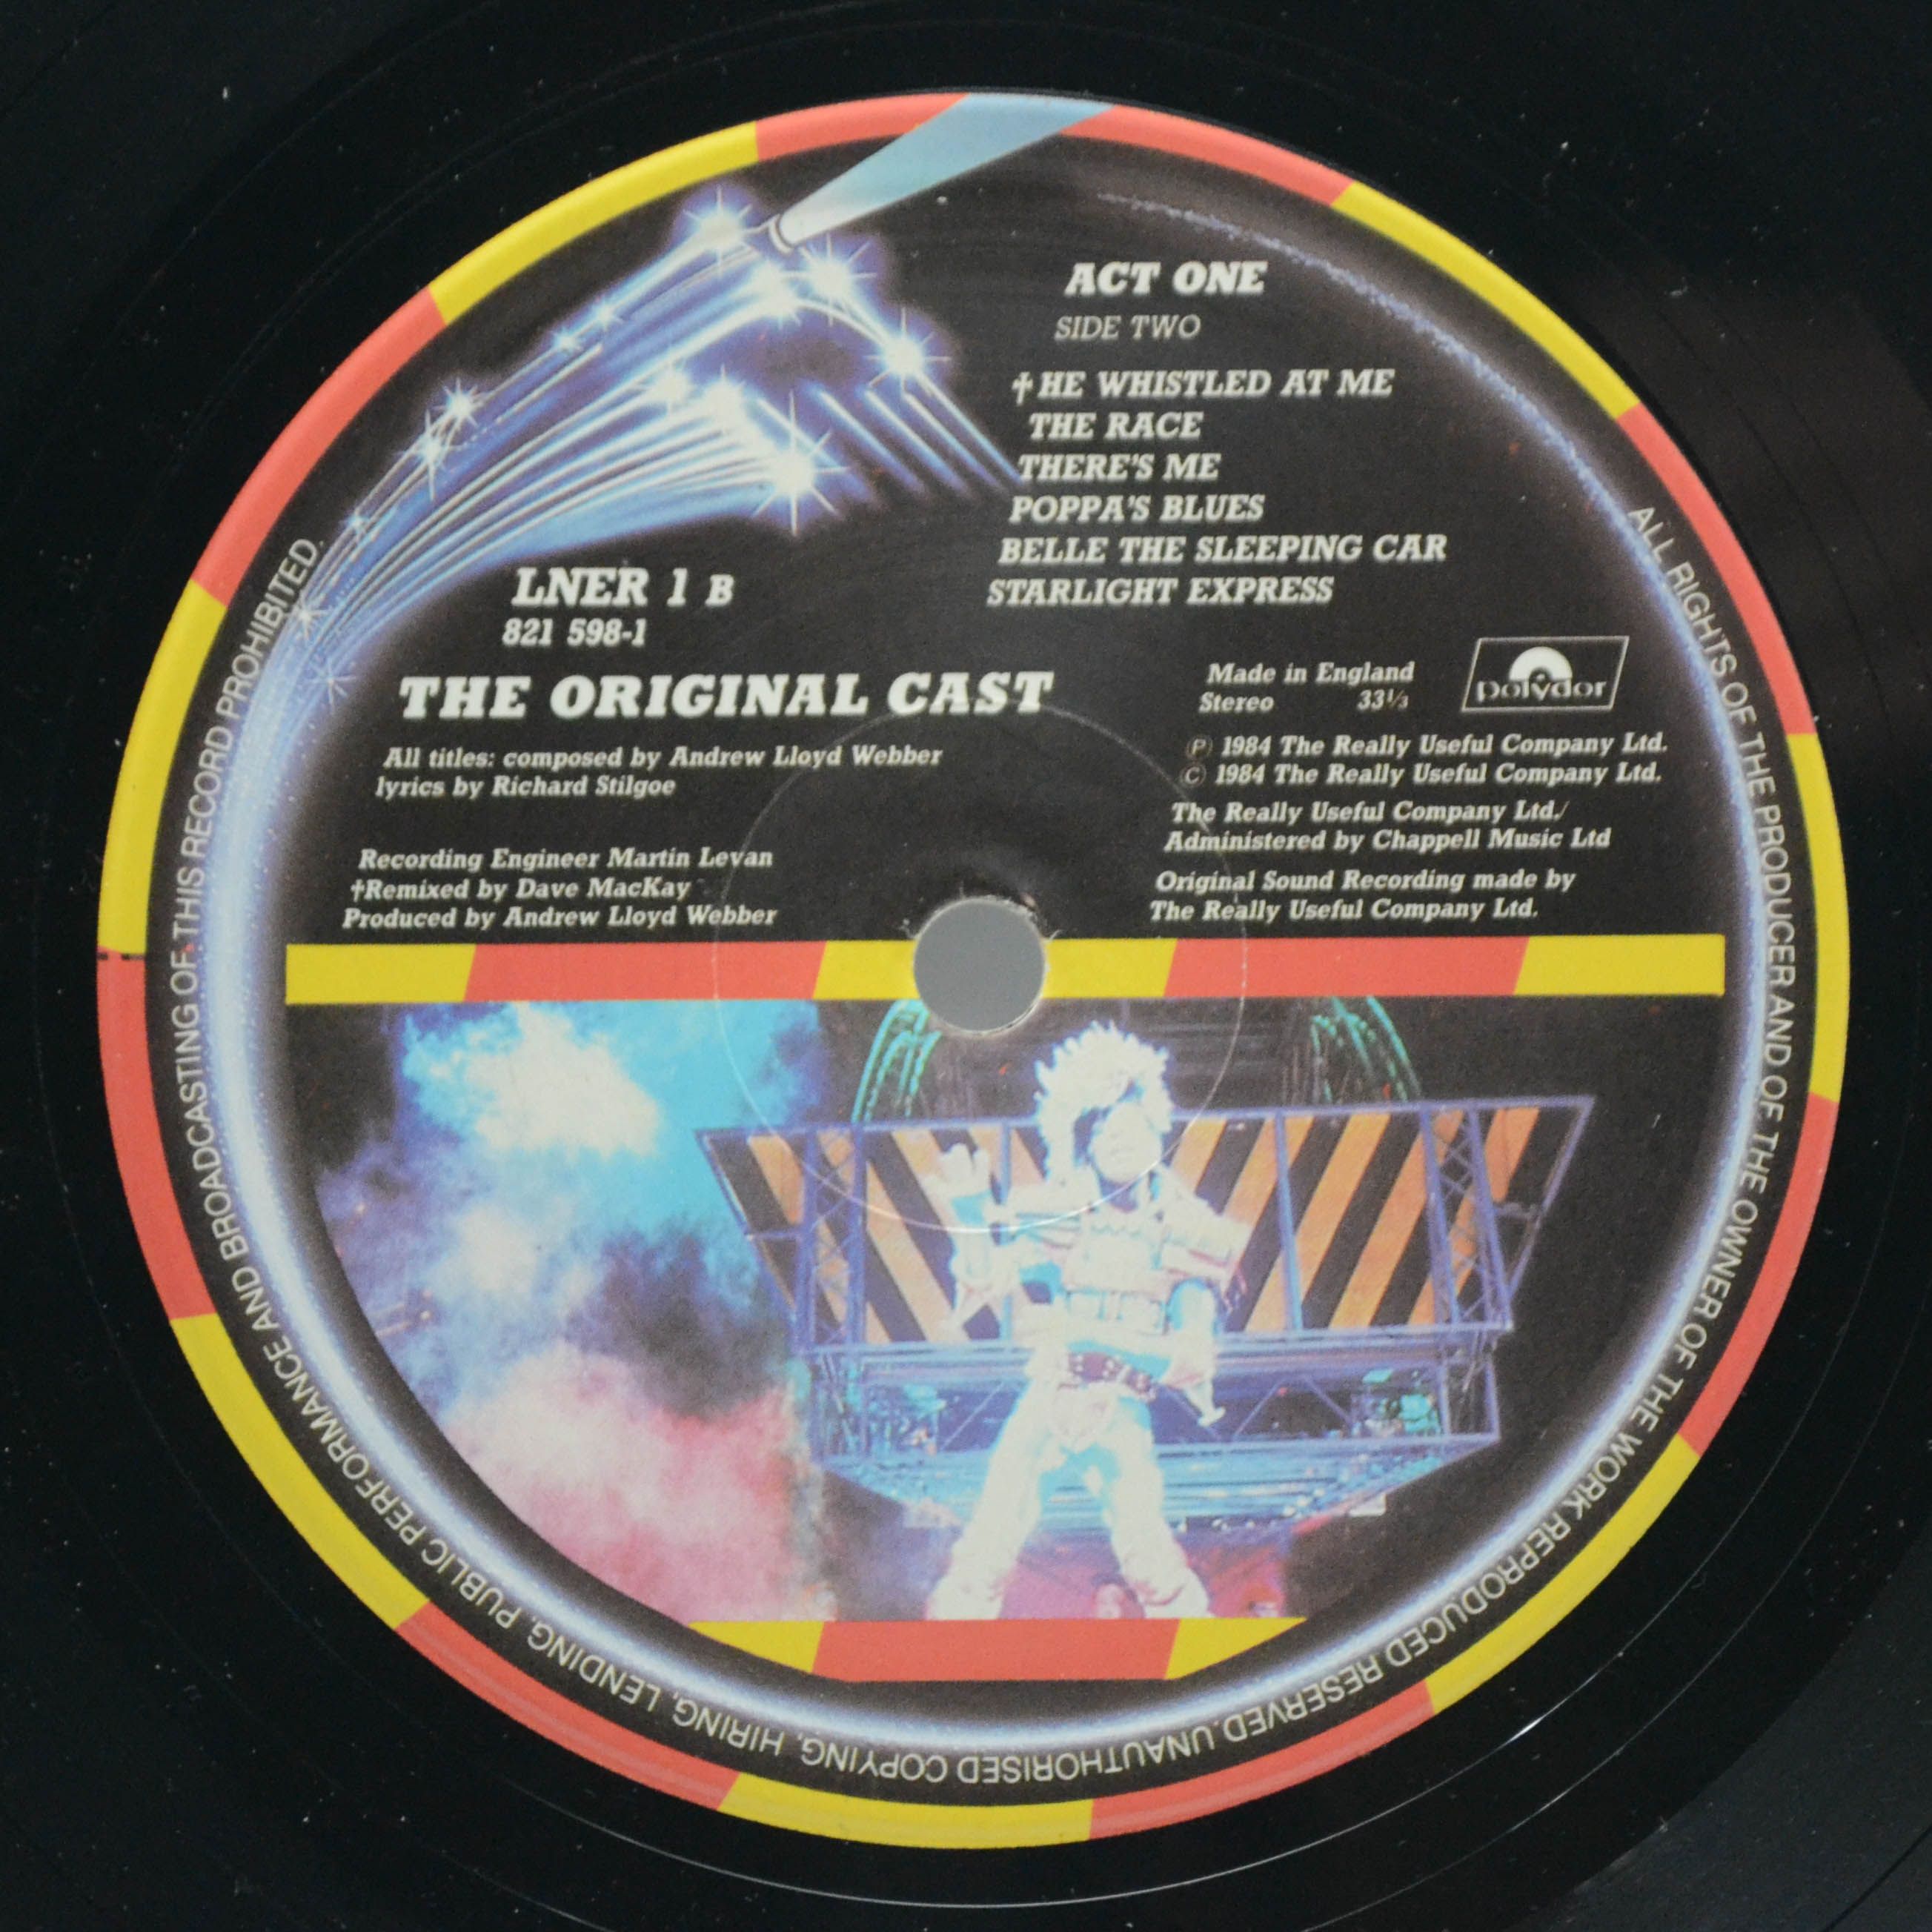 ACT ONE
SIDE TWO
†HE WHISTLED AT ME
THE RACE
THERE'S ME
POPPA'S BLUES
BELLE THE SLEEPING CAR
STARLIGHT EXPRESS
LNER 1 B
821 598-1
THE ORIGINAL CAST
All titles: composed by Andrew Lloyd Webber
lyrics by Richard Stilgoe
Recording Engineer Martin Levan
†Remixed by Dave MacKay
Produced by Andrew Lloyd Webber
Made in England
Stereo 33⅓
polydor
Ⓟ 1984 The Really Useful Company Ltd.
© 1984 The Really Useful Company Ltd.
The Really Useful Company Ltd./
Administered by Chappell Music Ltd
Original Sound Recording made by
The Really Useful Company Ltd.
ALL RIGHTS OF THE PRODUCER AND OF THE OWNER OF THE WORK REPRODUCED RESERVED. UNAUTHORISED COPYING, HIRING, LENDING, PUBLIC PERFORMANCE AND BROADCASTING OF THIS RECORD PROHIBITED.